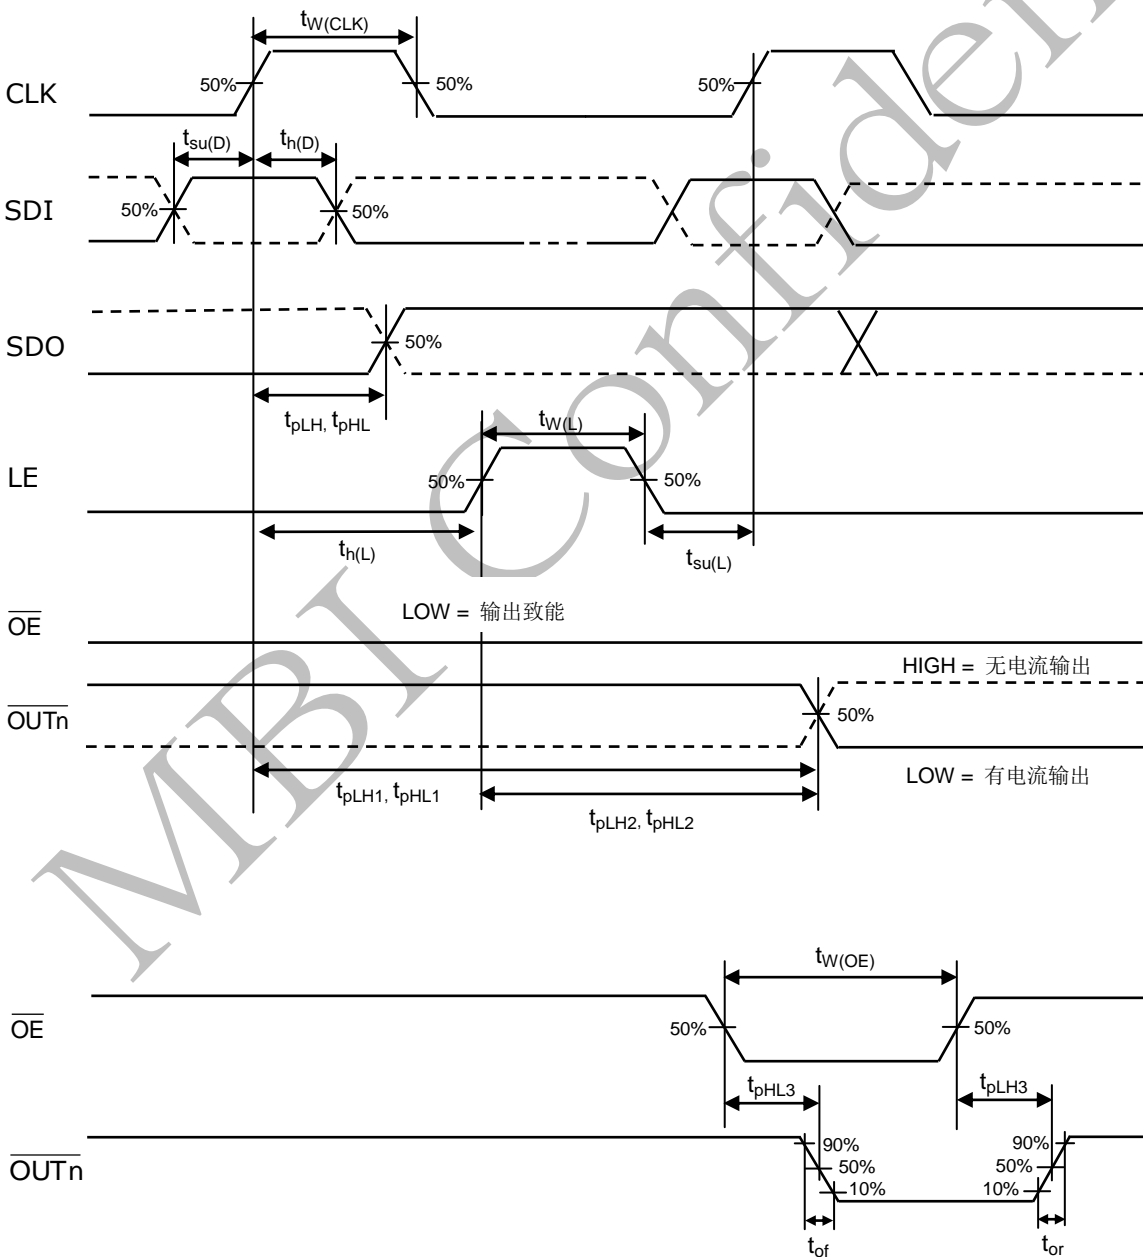 tW(CLK)
CLK
50%
50%
50%
tsu(D)
th(D)
SDI
50%
50%
SDO
50%
tpLH, tpHL
tW(L)
LE
50%
50%
th(L)
tsu(L)
LOW = 输出致能
OE
HIGH = 无电流输出
OUTn
50%
LOW = 有电流输出
tpLH1, tpHL1
tpLH2, tpHL2
tW(OE)
OE
50%
50%
tpHL3
tpLH3
OUTn
90%
50%
10%
90%
50%
10%
tof
tor
MBI Confiden